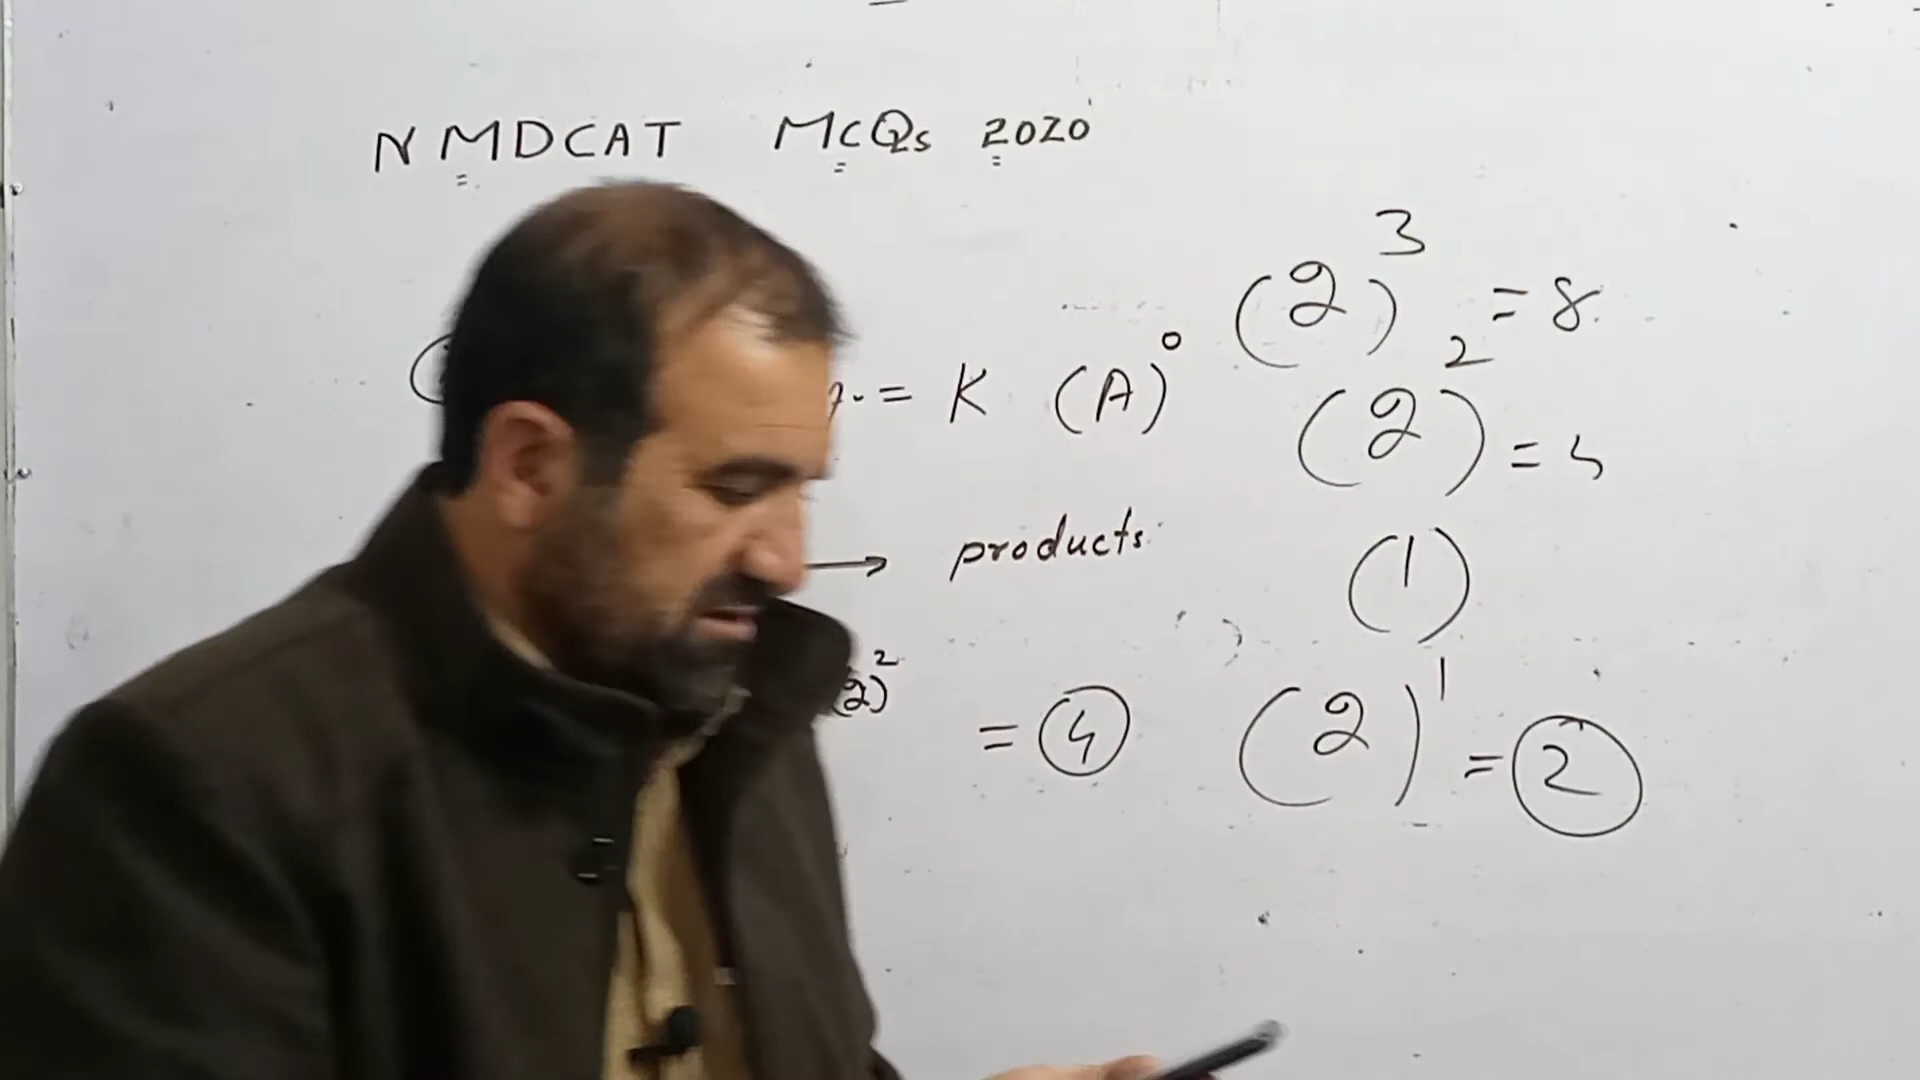 NMDCAT MCQs 2020
(2)³ = 8
= K (A)⁰
(2)² = 4
→ products
(1)
(2)² = 4
(2)¹ = 2